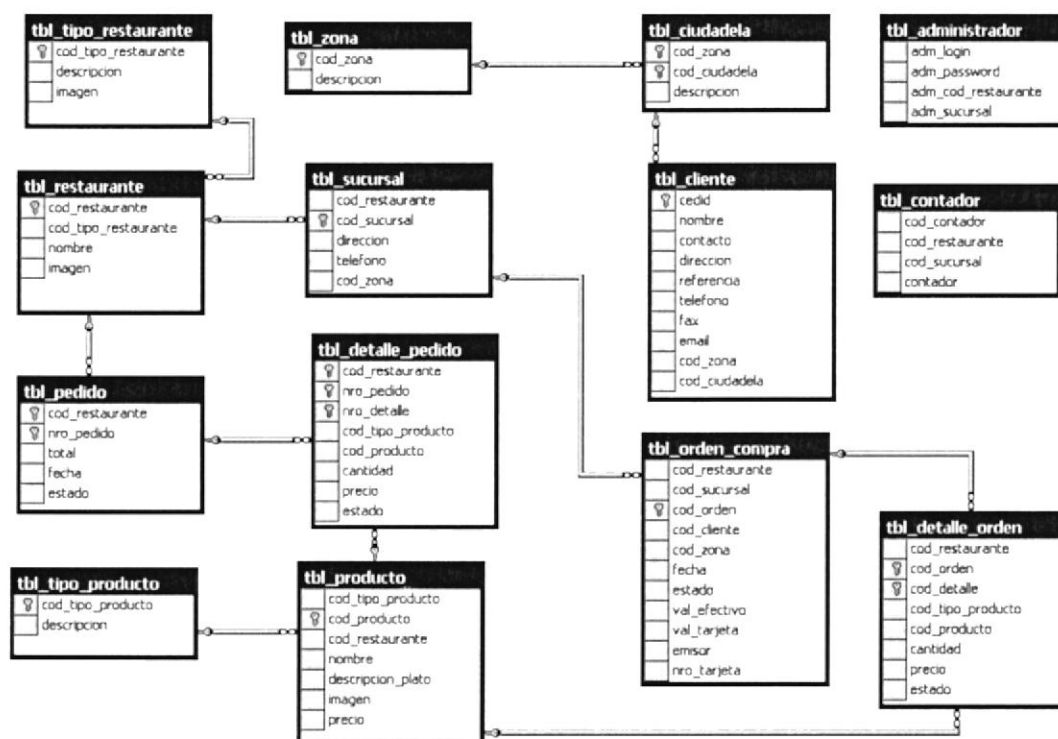 tbl_tipo_restaurante
cod_tipo_restaurante
descripcion
imagen
tbl_zona
cod_zona
descripcion
tbl_ciudadela
cod_zona
cod_ciudadela
descripcion
tbl_administrador
adm_login
adm_password
adm_cod_restaurante
adm_sucursal
tbl_restaurante
cod_restaurante
cod_tipo_restaurante
nombre
imagen
tbl_sucursal
cod_restaurante
cod_sucursal
direccion
telefono
cod_zona
tbl_cliente
cedid
nombre
contacto
direccion
referencia
telefono
fax
email
cod_zona
cod_ciudadela
tbl_contador
cod_contador
cod_restaurante
cod_sucursal
contador
tbl_pedido
cod_restaurante
nro_pedido
total
fecha
estado
tbl_detalle_pedido
cod_restaurante
nro_pedido
nro_detalle
cod_tipo_producto
cod_producto
cantidad
precio
estado
tbl_orden_compra
cod_restaurante
cod_sucursal
cod_orden
cod_cliente
cod_zona
fecha
estado
val_efectivo
val_tarjeta
emisor
nro_tarjeta
tbl_detalle_orden
cod_restaurante
cod_orden
cod_detalle
cod_tipo_producto
cod_producto
cantidad
precio
estado
tbl_tipo_producto
cod_tipo_producto
descripcion
tbl_producto
cod_tipo_producto
cod_producto
cod_restaurante
nombre
descripcion_plato
imagen
precio